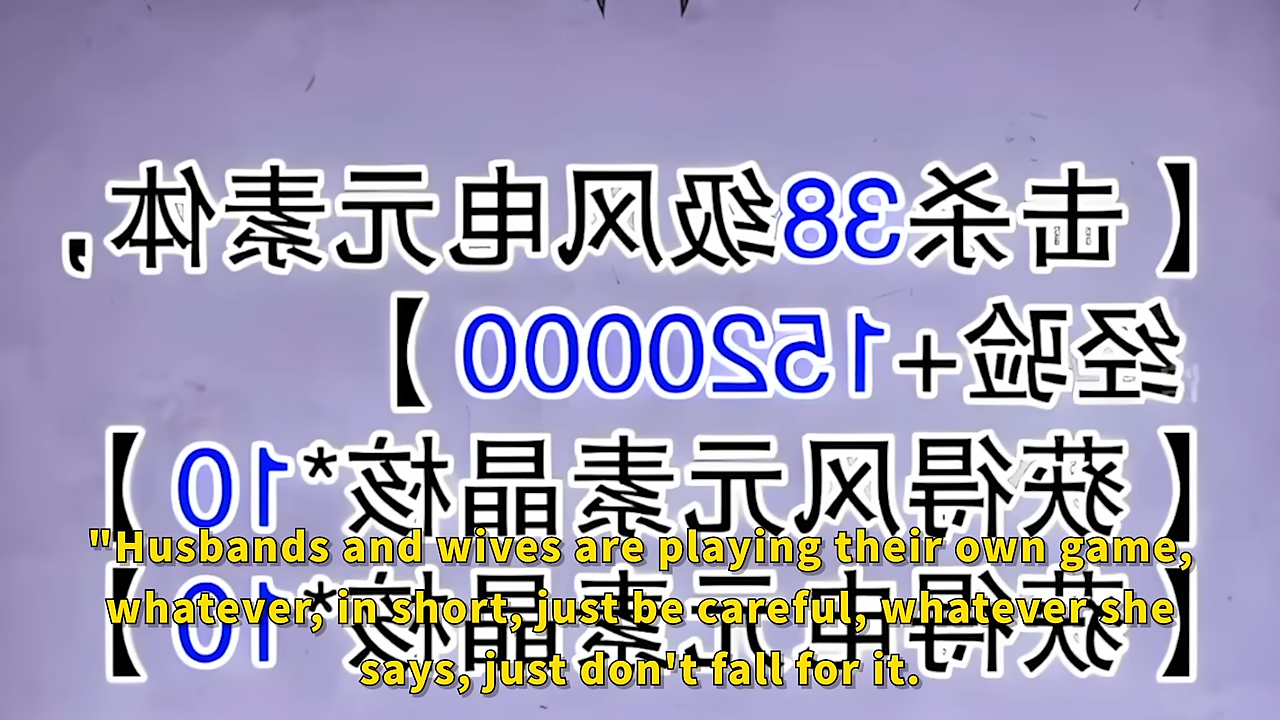 【击杀38级风电元素体,
经验+15200000】
【获得风元素晶核*10】
【获得电元素晶核*10】
"Husbands and wives are playing their own game,
whatever, in short, just be careful, whatever she
says, just don't fall for it.